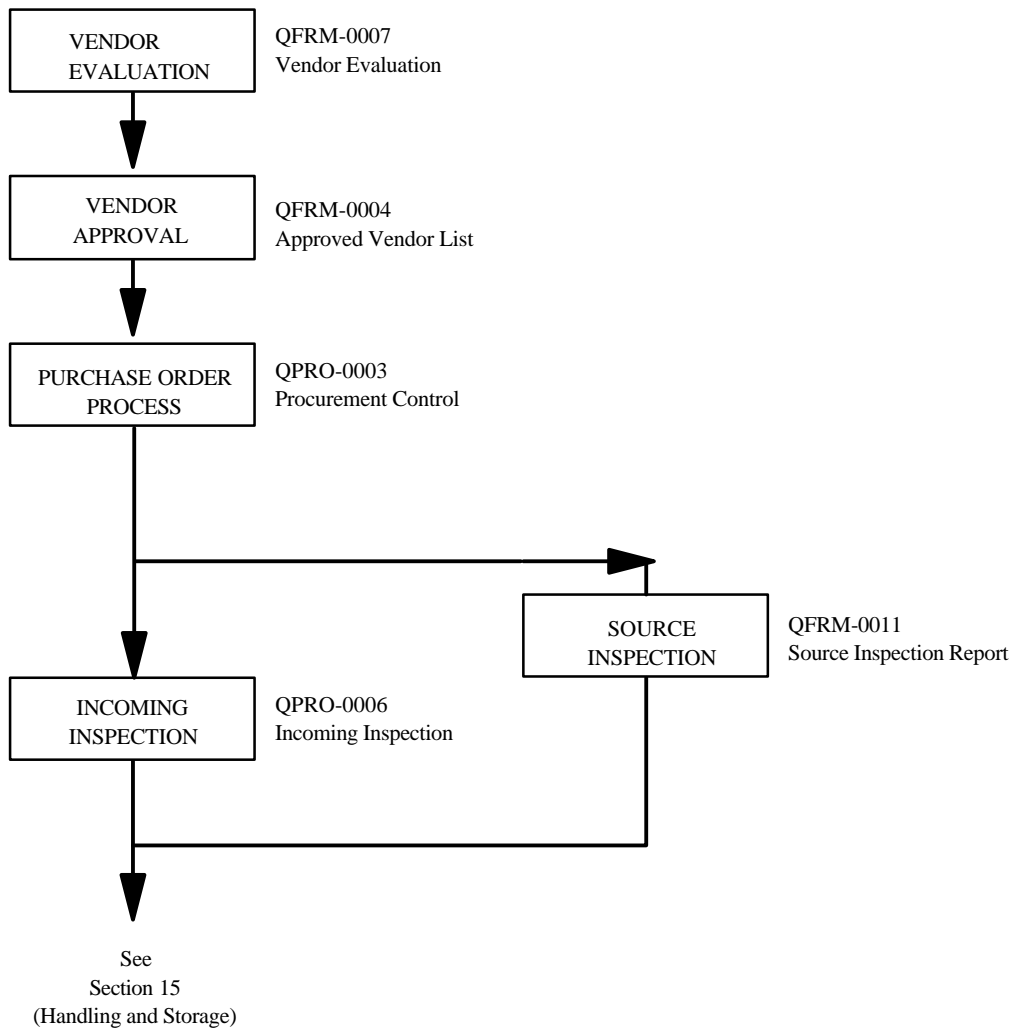 VENDOR
EVALUATION
QFRM-0007
Vendor Evaluation
VENDOR
APPROVAL
QFRM-0004
Approved Vendor List
PURCHASE ORDER
PROCESS
QPRO-0003
Procurement Control
SOURCE
INSPECTION
QFRM-0011
Source Inspection Report
INCOMING
INSPECTION
QPRO-0006
Incoming Inspection
See
Section 15
(Handling and Storage)